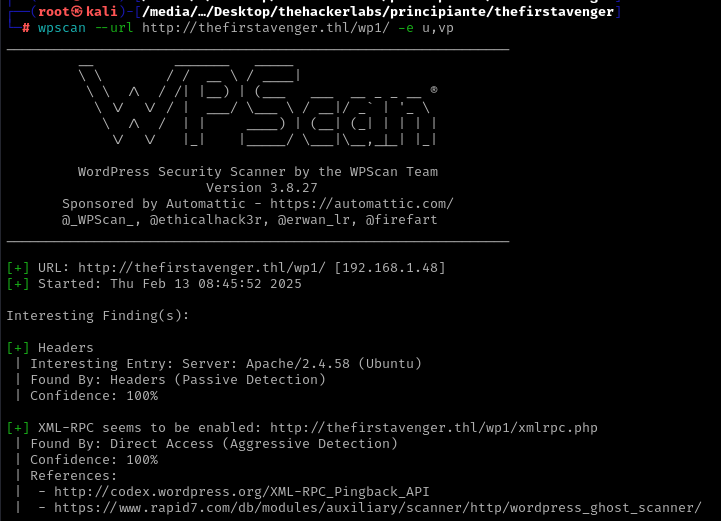 (root㉿kali)-[/media/…/Desktop/thehackerlabs/principiante/thefirstavenger]
# wpscan --url http://thefirstavenger.thl/wp1/ -e u,vp
WPScan ®
WordPress Security Scanner by the WPScan Team
Version 3.8.27
Sponsored by Automattic - https://automattic.com/
@_WPScan_, @ethicalhack3r, @erwan_lr, @firefart
[+] URL: http://thefirstavenger.thl/wp1/ [192.168.1.48]
[+] Started: Thu Feb 13 08:45:52 2025
Interesting Finding(s):
[+] Headers
| Interesting Entry: Server: Apache/2.4.58 (Ubuntu)
| Found By: Headers (Passive Detection)
| Confidence: 100%
[+] XML-RPC seems to be enabled: http://thefirstavenger.thl/wp1/xmlrpc.php
| Found By: Direct Access (Aggressive Detection)
| Confidence: 100%
| References:
|  - http://codex.wordpress.org/XML-RPC_Pingback_API
|  - https://www.rapid7.com/db/modules/auxiliary/scanner/http/wordpress_ghost_scanner/